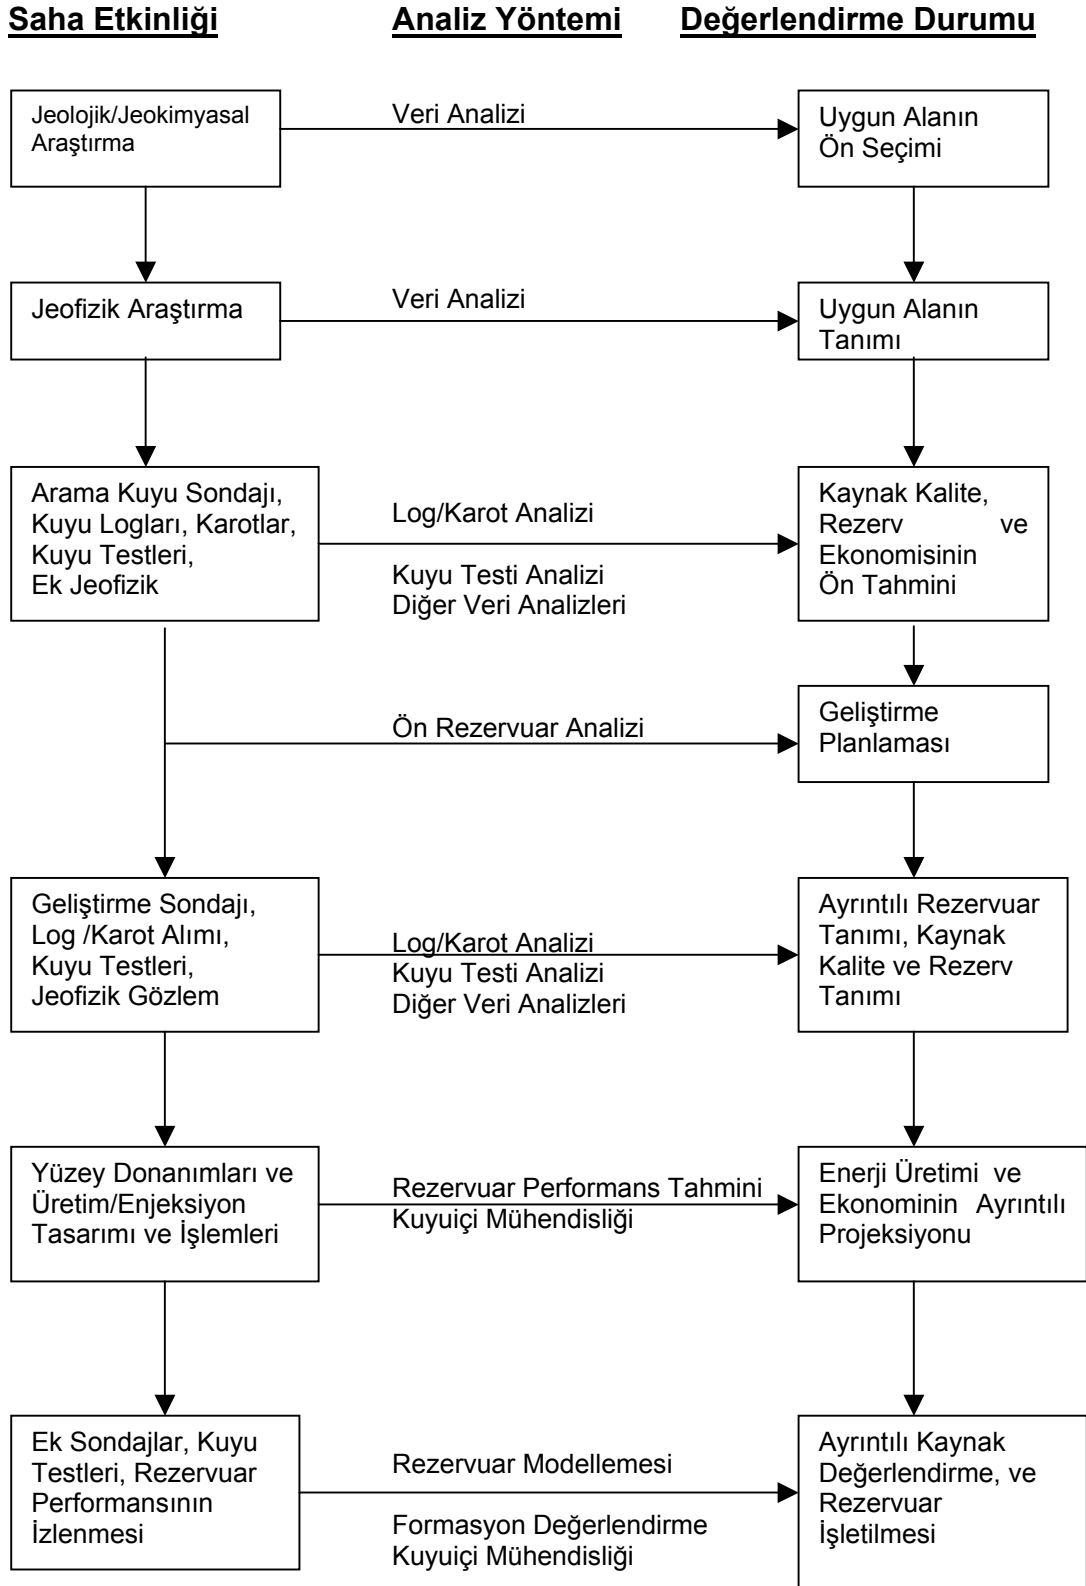 Saha Etkinliği
Analiz Yöntemi
Değerlendirme Durumu
Jeolojik/Jeokimyasal
Araştırma
Veri Analizi
Uygun Alanın
Ön Seçimi
Jeofizik Araştırma
Veri Analizi
Uygun Alanın
Tanımı
Arama Kuyu Sondajı,
Kuyu Logları, Karotlar,
Kuyu Testleri,
Ek Jeofizik
Log/Karot Analizi
Kuyu Testi Analizi
Diğer Veri Analizleri
Kaynak Kalite,
Rezerv ve
Ekonomisinin
Ön Tahmini
Ön Rezervuar Analizi
Geliştirme
Planlaması
Geliştirme Sondajı,
Log /Karot Alımı,
Kuyu Testleri,
Jeofizik Gözlem
Log/Karot Analizi
Kuyu Testi Analizi
Diğer Veri Analizleri
Ayrıntılı Rezervuar
Tanımı, Kaynak
Kalite ve Rezerv
Tanımı
Yüzey Donanımları ve
Üretim/Enjeksiyon
Tasarımı ve İşlemleri
Rezervuar Performans Tahmini
Kuyuiçi Mühendisliği
Enerji Üretimi ve
Ekonominin Ayrıntılı
Projeksiyonu
Ek Sondajlar, Kuyu
Testleri, Rezervuar
Performansının
İzlenmesi
Rezervuar Modellemesi
Formasyon Değerlendirme
Kuyuiçi Mühendisliği
Ayrıntılı Kaynak
Değerlendirme, ve
Rezervuar
İşletilmesi